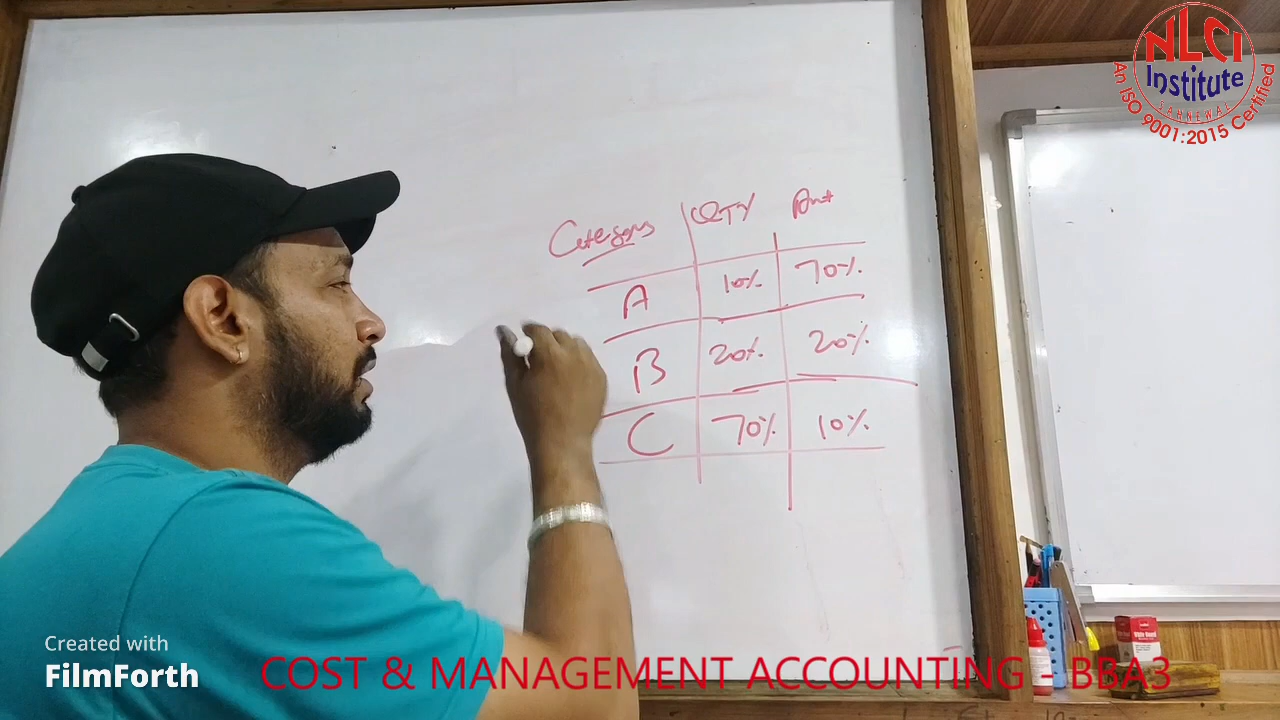 NLCI
Institute
SAHNEWAL
An ISO 9001:2015 Certified
Category QTY Amt
A 10% 70%
B 20% 20%
C 70% 10%
Created with
FilmForth
COST & MANAGEMENT ACCOUNTING - BBA3